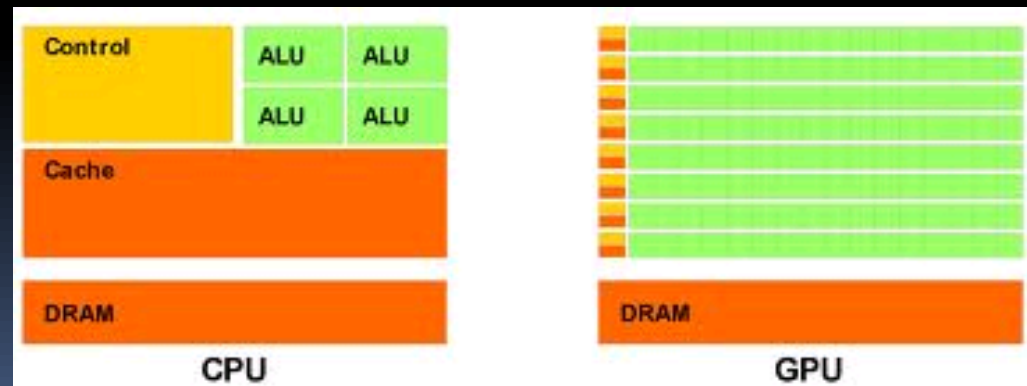 Control
ALU ALU
ALU ALU
Cache
DRAM
CPU
DRAM
GPU